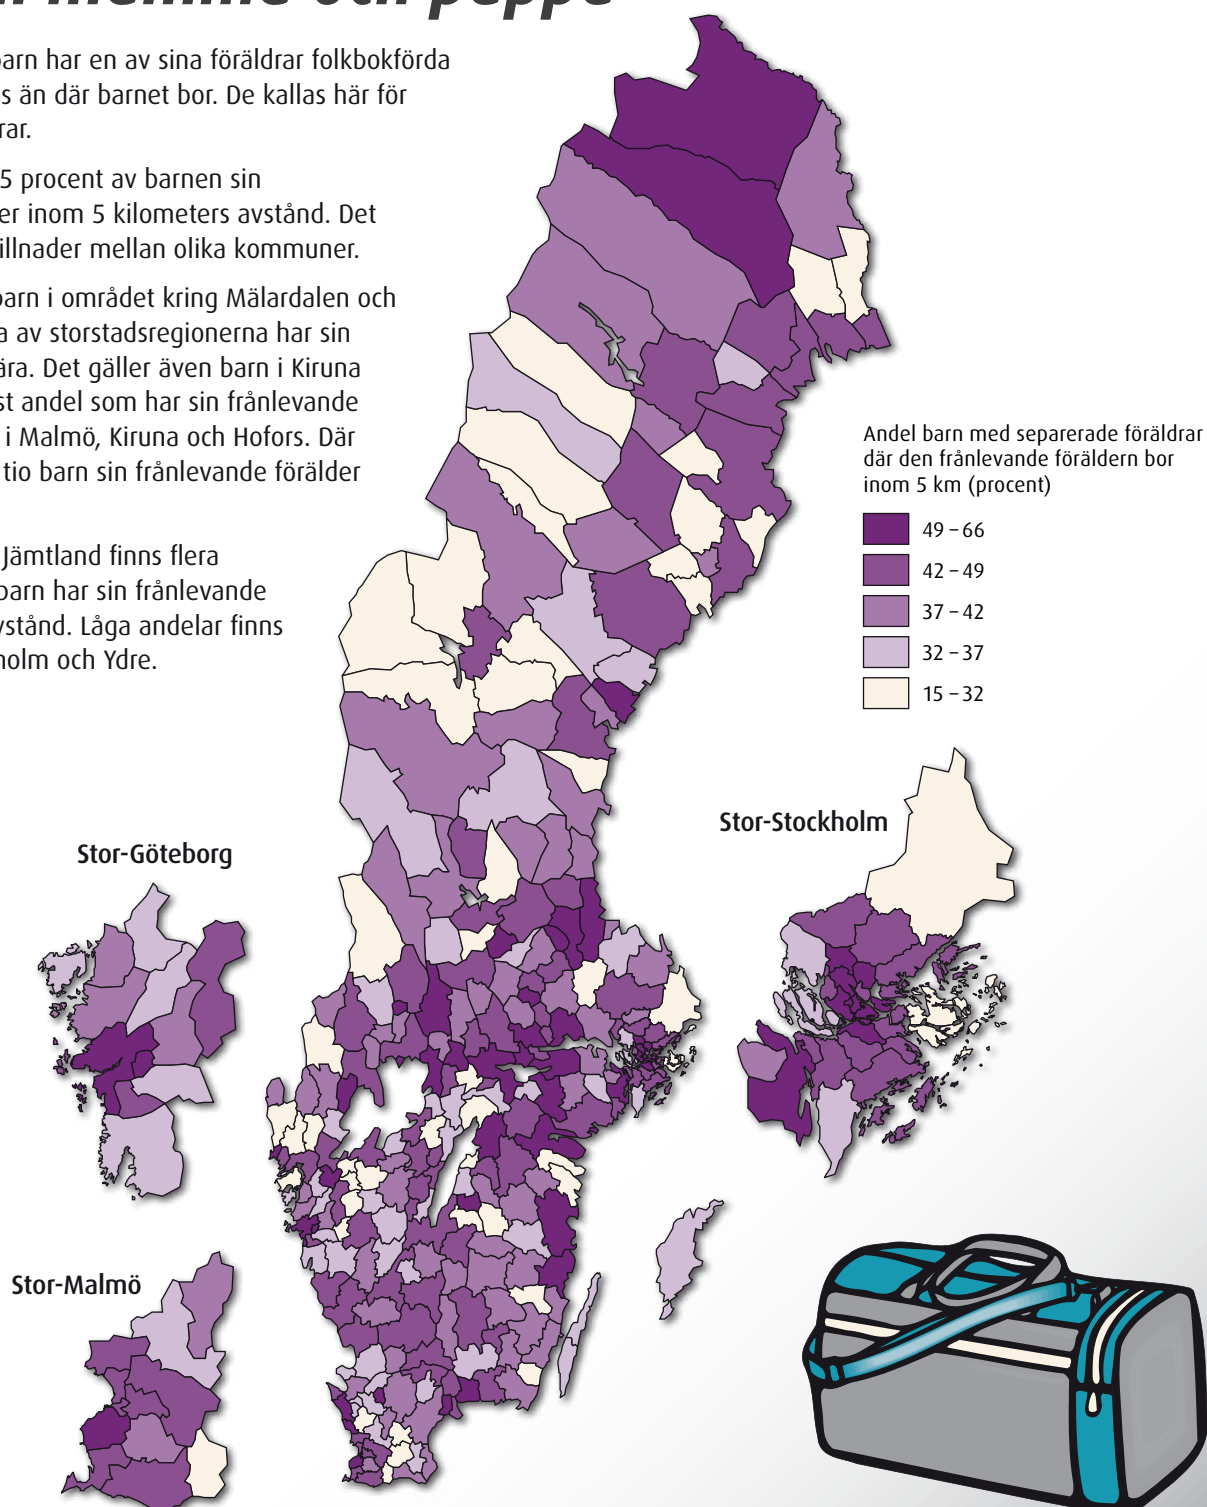 memme och peppe
barn har en av sina föräldrar folkbokförda
s än där barnet bor. De kallas här för
rar.
5 procent av barnen sin
er inom 5 kilometers avstånd. Det
illnader mellan olika kommuner.
barn i området kring Mälardalen och
a av storstadsregionerna har sin
ära. Det gäller även barn i Kiruna
st andel som har sin frånlevande
i Malmö, Kiruna och Hofors. Där
tio barn sin frånlevande förälder
Jämtland finns flera
barn har sin frånlevande
vstånd. Låga andelar finns
holm och Ydre.
Andel barn med separerade föräldrar
där den frånlevande föräldern bor
inom 5 km (procent)
49 – 66
42 – 49
37 – 42
32 – 37
15 – 32
Stor-Stockholm
Stor-Göteborg
Stor-Malmö